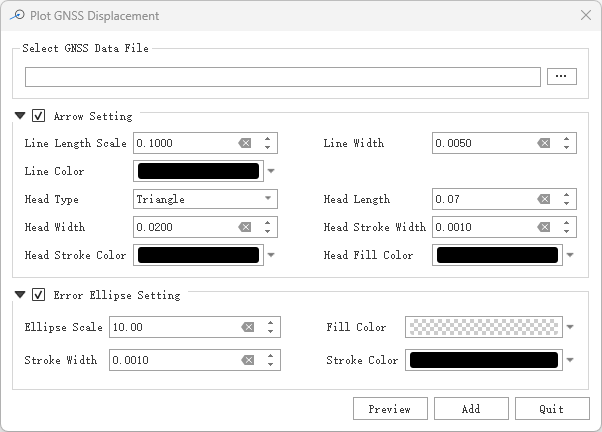 Plot GNSS Displacement
Select GNSS Data File
...
Arrow Setting
Line Length Scale 0.1000 Line Width 0.0050
Line Color
Head Type Triangle Head Length 0.07
Head Width 0.0200 Head Stroke Width 0.0010
Head Stroke Color Head Fill Color
Error Ellipse Setting
Ellipse Scale 10.00 Fill Color
Stroke Width 0.0010 Stroke Color
Preview Add Quit